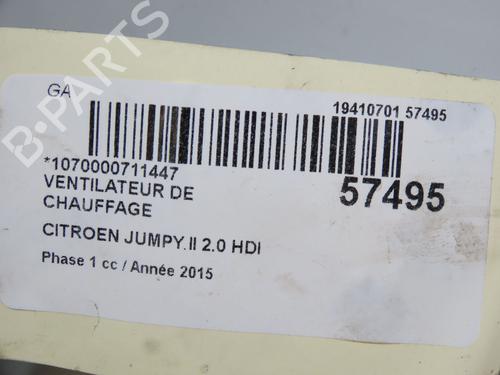 B-PARTS
GA
19410701 57495
*1070000711447
57495
VENTILATEUR DE
CHAUFFAGE
CITROEN JUMPY II 2.0 HDI
Phase 1 cc / Année 2015